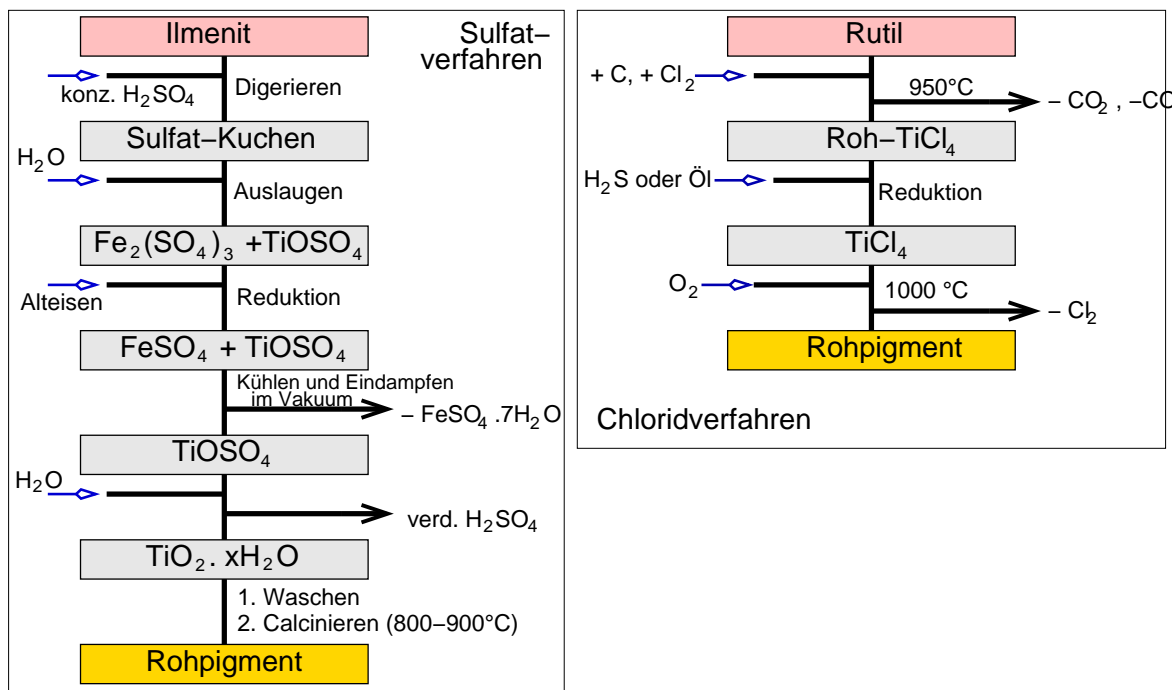 Sulfat–
verfahren
Ilmenit
konz. H₂SO₄
Digerieren
Sulfat–Kuchen
H₂O
Auslaugen
Fe₂(SO₄)₃ +TiOSO₄
Alteisen
Reduktion
FeSO₄ + TiOSO₄
Kühlen und Eindampfen
im Vakuum
– FeSO₄ .7H₂O
TiOSO₄
H₂O
verd. H₂SO₄
TiO₂ . xH₂O
1. Waschen
2. Calcinieren (800–900°C)
Rohpigment
Rutil
+ C, + Cl₂
950°C
– CO₂ , –CO
Roh–TiCl₄
H₂S oder Öl
Reduktion
TiCl₄
O₂
1000 °C
– Cl₂
Rohpigment
Chloridverfahren